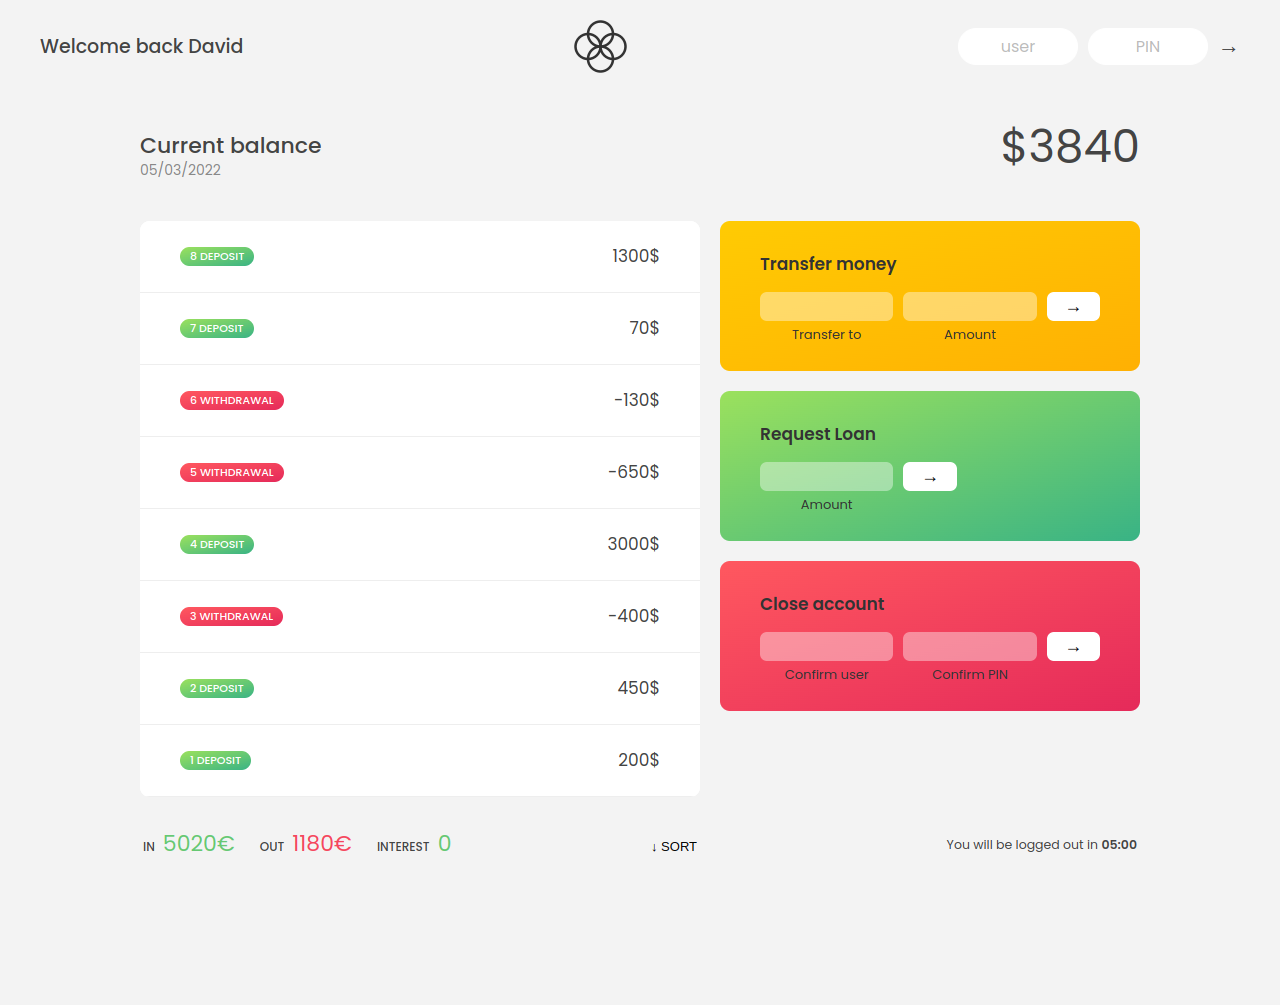 Welcome back David
user
PIN
→
Current balance
05/03/2022
$3840
8 DEPOSIT 1300$
7 DEPOSIT 70$
6 WITHDRAWAL -130$
5 WITHDRAWAL -650$
4 DEPOSIT 3000$
3 WITHDRAWAL -400$
2 DEPOSIT 450$
1 DEPOSIT 200$
Transfer money
→
Transfer to Amount
Request Loan
→
Amount
Close account
→
Confirm user Confirm PIN
IN 5020€ OUT 1180€ INTEREST 0
↓ SORT
You will be logged out in 05:00